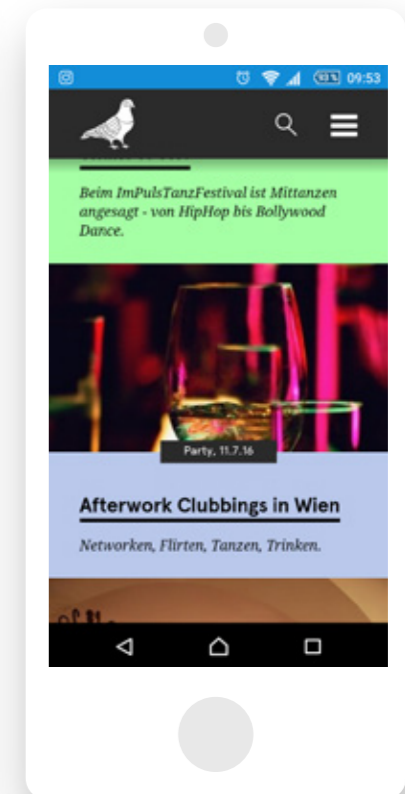 93% 09:53
Beim ImPulsTanzFestival ist Mittanzen
angesagt - von HipHop bis Bollywood
Dance.
Party, 11.7.16
Afterwork Clubbings in Wien
Networken, Flirten, Tanzen, Trinken.